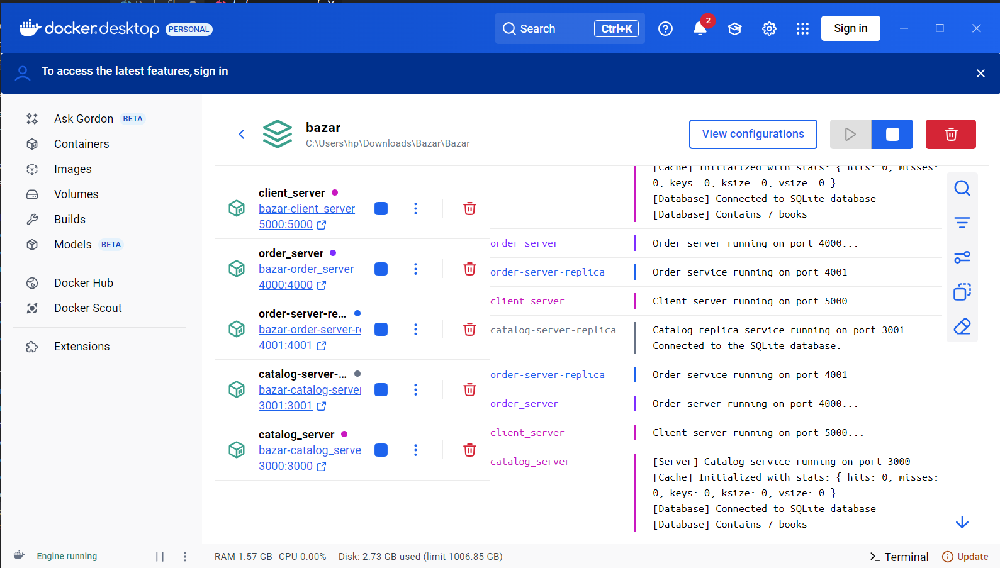 Dockerfile
docker-compose.yml
docker.desktop
PERSONAL
Search
Ctrl+K
2
Sign in
To access the latest features, sign in
Ask Gordon BETA
Containers
Images
Volumes
Builds
Models BETA
Docker Hub
Docker Scout
Extensions
bazar
C:\Users\hp\Downloads\Bazar\Bazar
View configurations
client_server
bazar-client_server
5000:5000
order_server
bazar-order_server
4000:4000
order-server-re...
bazar-order-server-r
4001:4001
catalog-server-...
bazar-catalog-server
3001:3001
catalog_server
bazar-catalog_serve
3000:3000
[Cache] Initialized with stats: { hits: 0, misses:
0, keys: 0, ksize: 0, vsize: 0 }
[Database] Connected to SQLite database
[Database] Contains 7 books
order_server Order server running on port 4000...
order-server-replica Order service running on port 4001
client_server Client server running on port 5000...
catalog-server-replica Catalog replica service running on port 3001
Connected to the SQLite database.
order-server-replica Order service running on port 4001
order_server Order server running on port 4000...
client_server Client server running on port 5000...
catalog_server [Server] Catalog service running on port 3000
[Cache] Initialized with stats: { hits: 0, misses:
0, keys: 0, ksize: 0, vsize: 0 }
[Database] Connected to SQLite database
[Database] Contains 7 books
Engine running
RAM 1.57 GB CPU 0.00% Disk: 2.73 GB used (limit 1006.85 GB)
Terminal
Update